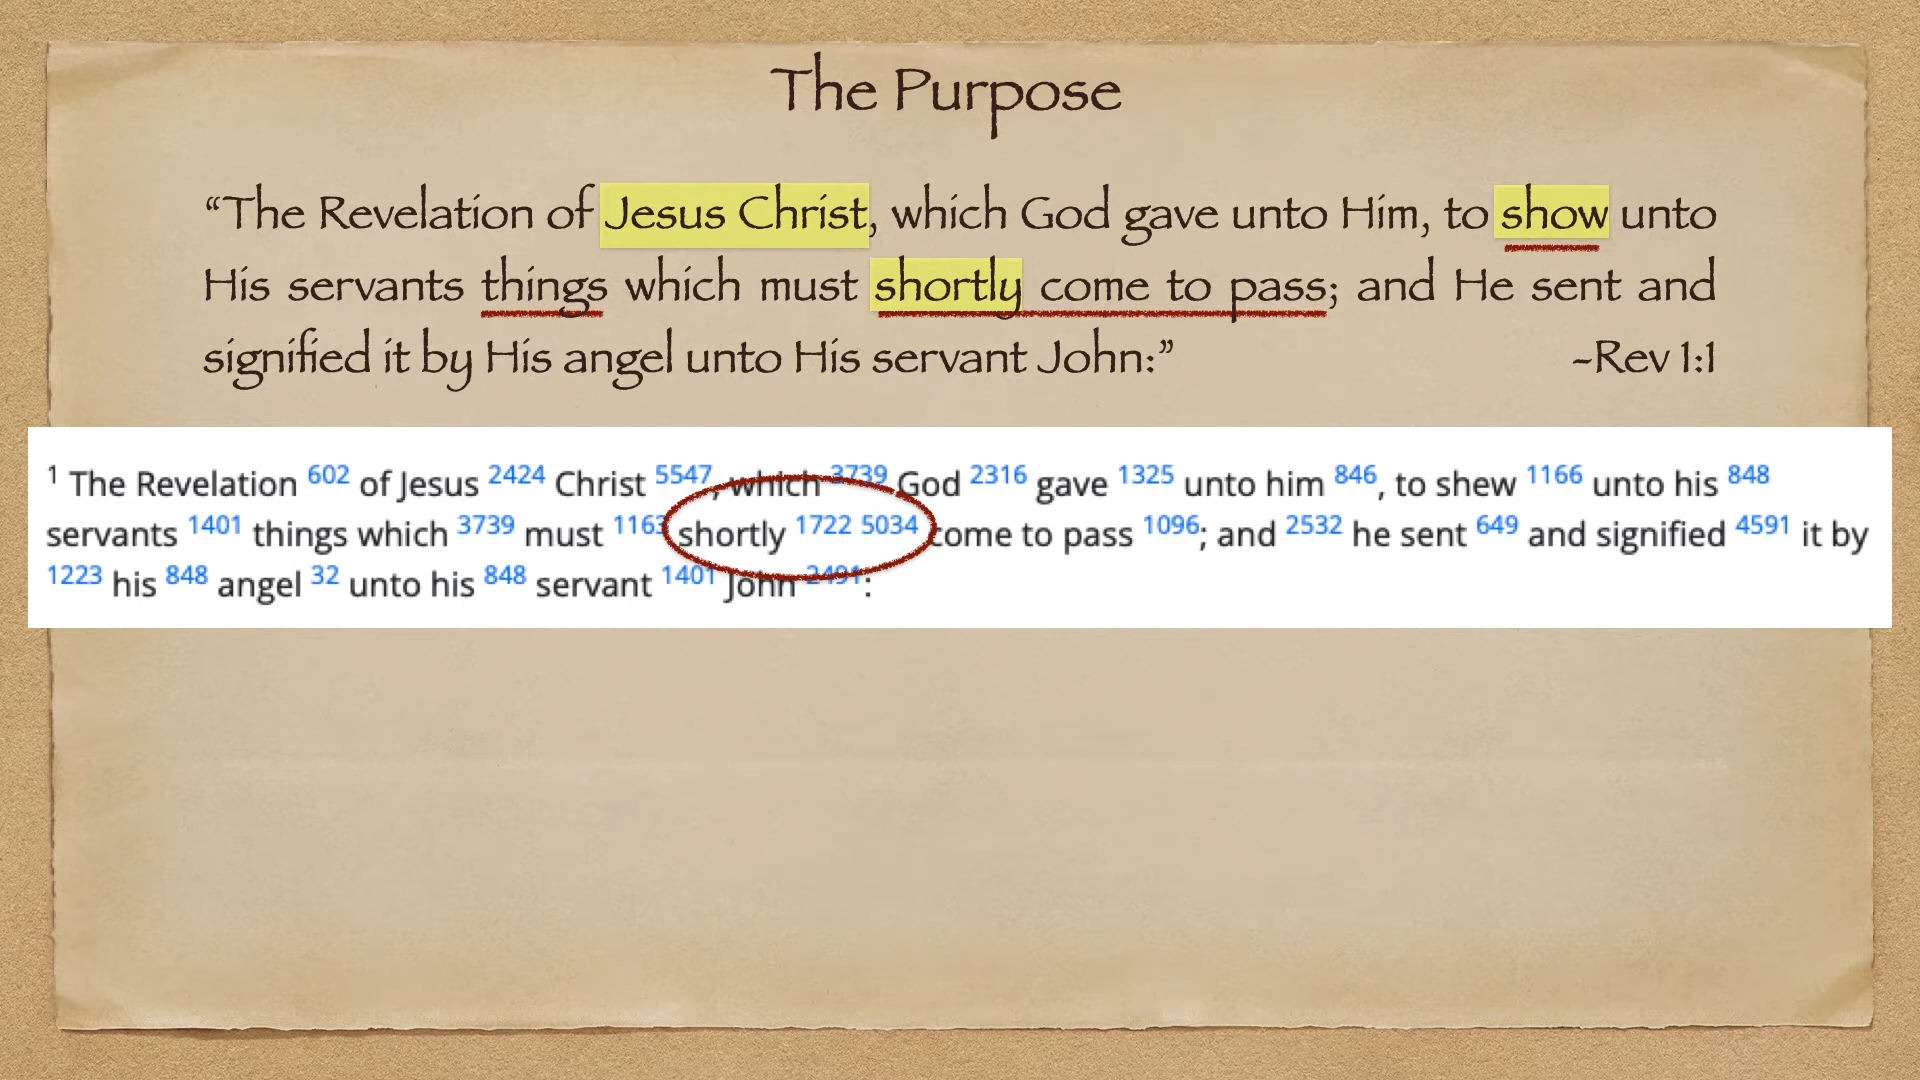 The Purpose
“The Revelation of Jesus Christ, which God gave unto Him, to show unto
His servants things which must shortly come to pass; and He sent and
signified it by His angel unto His servant John:” -Rev 1:1
1 The Revelation 602 of Jesus 2424 Christ 5547, which 3739 God 2316 gave 1325 unto him 846, to shew 1166 unto his 848
servants 1401 things which 3739 must 1163 shortly 1722 5034 come to pass 1096; and 2532 he sent 649 and signified 4591 it by
1223 his 848 angel 32 unto his 848 servant 1401 John 2491: